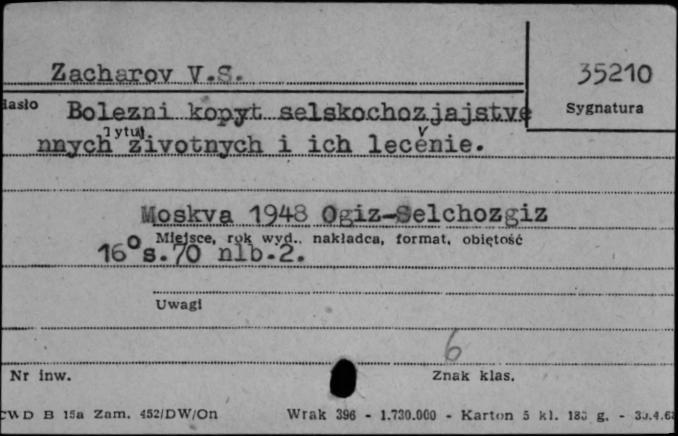 Zacharov V.S.
35210
Hasło
Sygnatura
Bolezni kopyt selskochozjajstve
Tytuł
nnych životnych i ich lečenie.
Moskva 1948 Ogiz-Selchozgiz
Miejsce, rok wyd., nakładca, format, objętość
16° s.70 nlb.2.
Uwagi
6
Nr inw.
Znak klas.
CWD B 15a Zam. 452/DW/On Wrak 396 - 1.730.000 - Karton 5 kl. 180 g. -